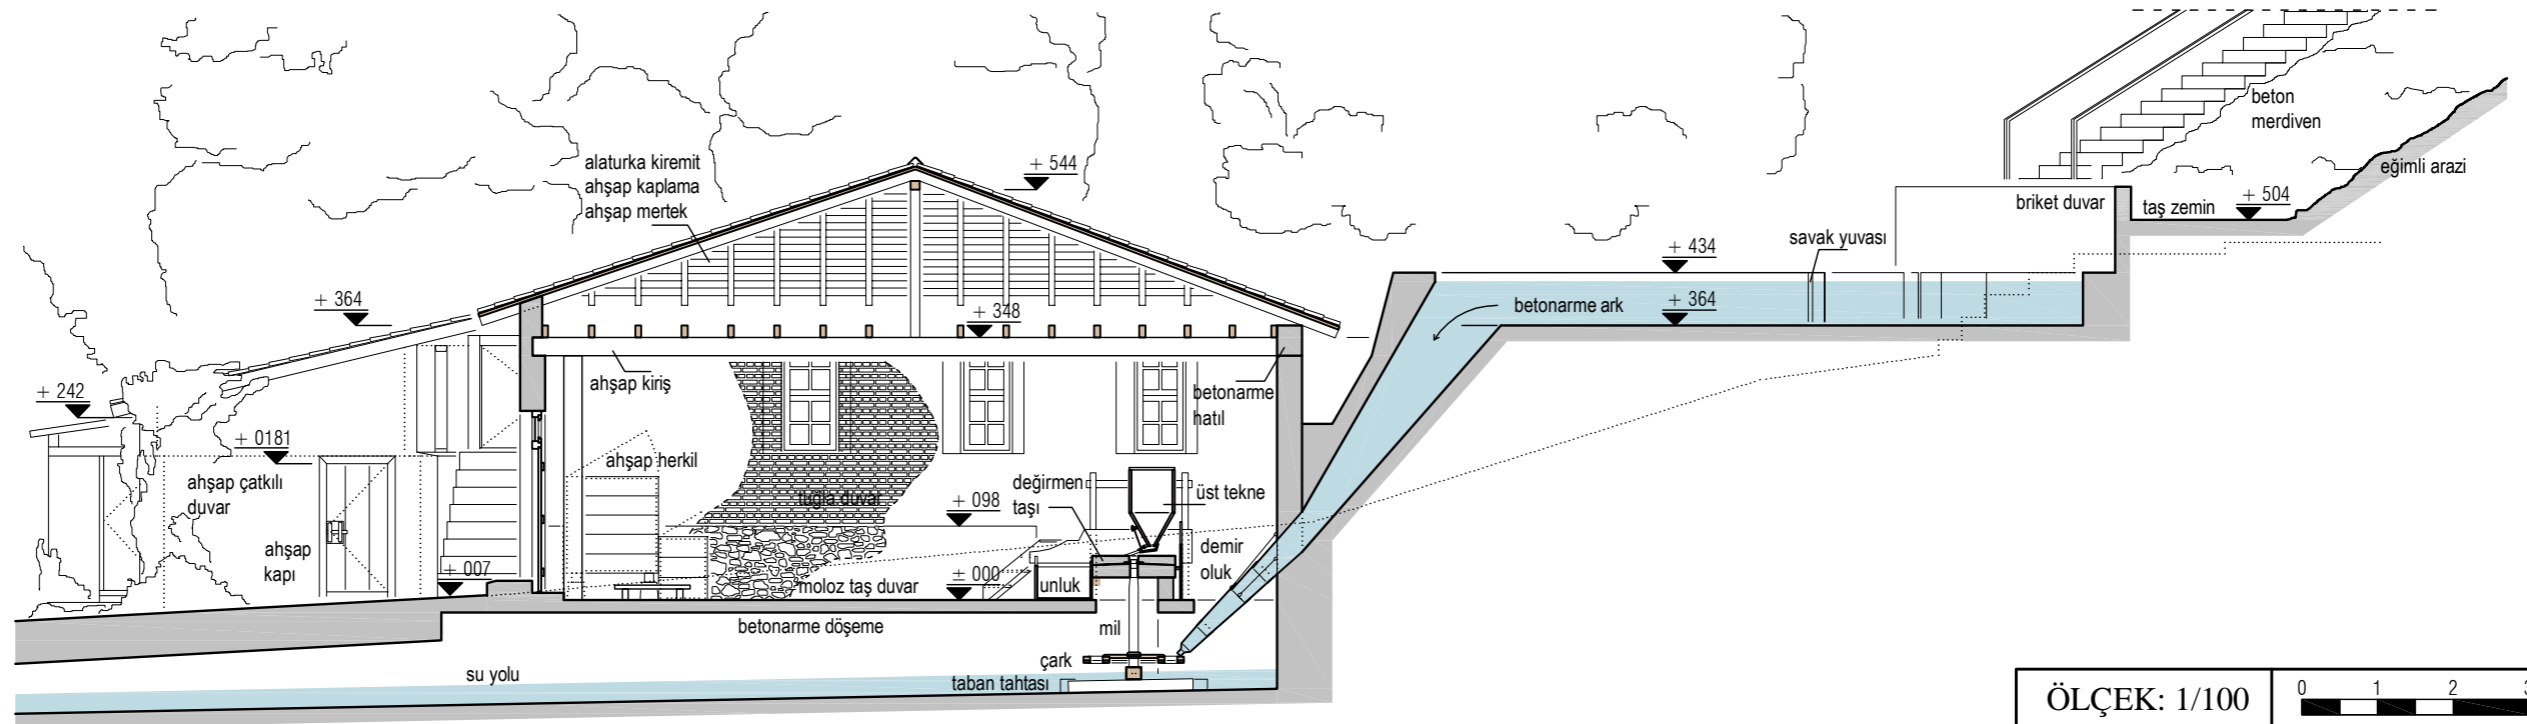 beton
merdiven
alaturka kiremit
ahşap kaplama
ahşap mertek
+ 544
eğimli arazi
briket duvar
taş zemin
+ 504
savak yuvası
+ 434
+ 364
+ 348
betonarme ark
+ 364
ahşap kiriş
betonarme
hatıl
+ 242
+ 0181
ahşap çatkılı
duvar
ahşap herkil
değirmen
taşı
üst tekne
tuğla duvar
+ 098
ahşap
kapı
demir
oluk
+ 007
moloz taş duvar
± 000
unluk
betonarme döşeme
mil
çark
su yolu
taban tahtası
ÖLÇEK: 1/100
0 1 2 3